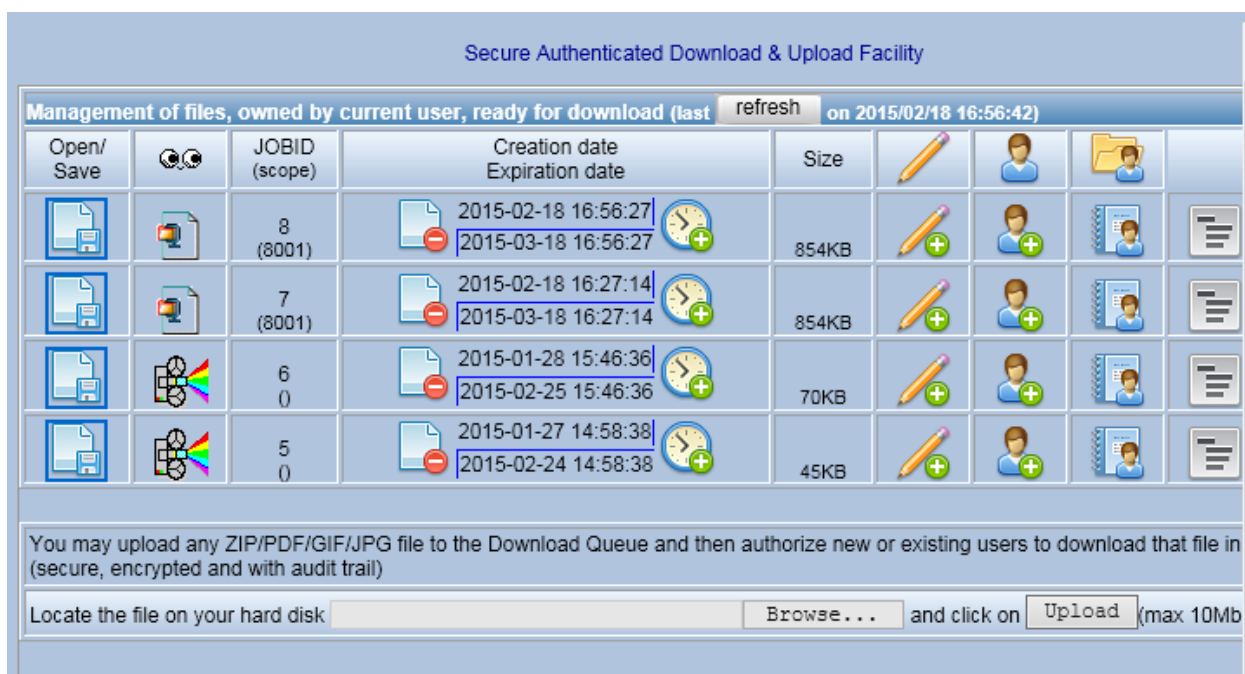 Secure Authenticated Download & Upload Facility
Management of files, owned by current user, ready for download (last refresh on 2015/02/18 16:56:42)
Open/ Save
JOBID (scope)
Creation date
Expiration date
Size
8
(8001)
2015-02-18 16:56:27
2015-03-18 16:56:27
854KB
7
(8001)
2015-02-18 16:27:14
2015-03-18 16:27:14
854KB
6
()
2015-01-28 15:46:36
2015-02-25 15:46:36
70KB
5
()
2015-01-27 14:58:38
2015-02-24 14:58:38
45KB
You may upload any ZIP/PDF/GIF/JPG file to the Download Queue and then authorize new or existing users to download that file in
(secure, encrypted and with audit trail)
Locate the file on your hard disk Browse... and click on Upload (max 10Mb